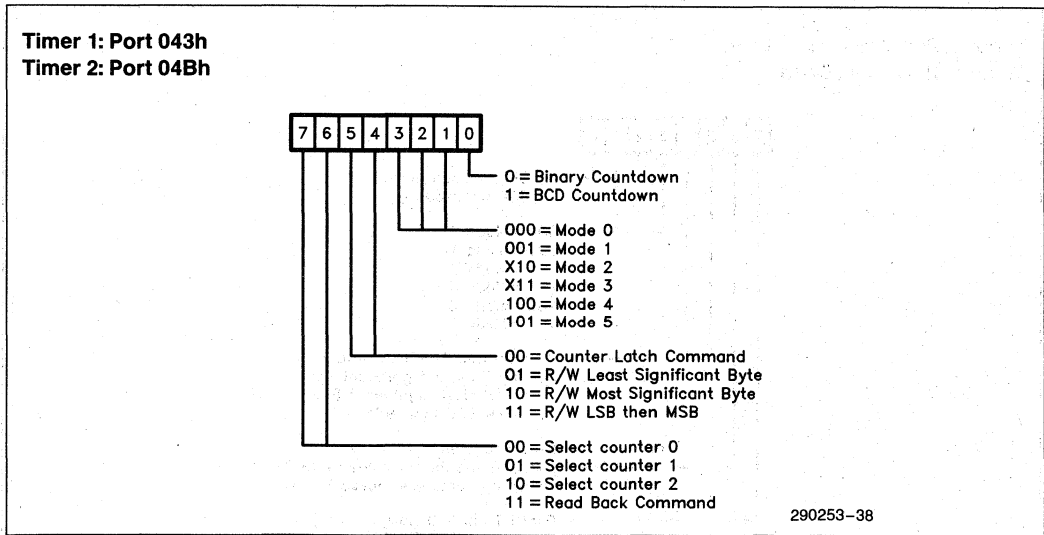 Timer 1: Port 043h
Timer 2: Port 04Bh
7 6 5 4 3 2 1 0
0 = Binary Countdown
1 = BCD Countdown
000 = Mode 0
001 = Mode 1
X10 = Mode 2
X11 = Mode 3
100 = Mode 4
101 = Mode 5
00 = Counter Latch Command
01 = R/W Least Significant Byte
10 = R/W Most Significant Byte
11 = R/W LSB then MSB
00 = Select counter 0
01 = Select counter 1
10 = Select counter 2
11 = Read Back Command
290253-38